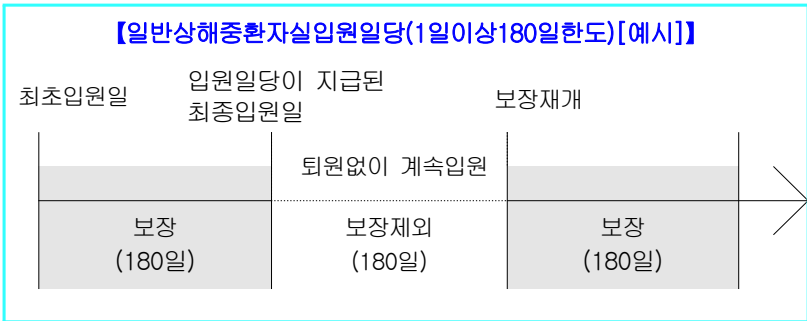 【일반상해중환자실입원일당(1일이상180일한도)[예시]】
최초입원일
입원일당이 지급된
최종입원일
보장재개
퇴원없이 계속입원
보장
(180일)
보장제외
(180일)
보장
(180일)